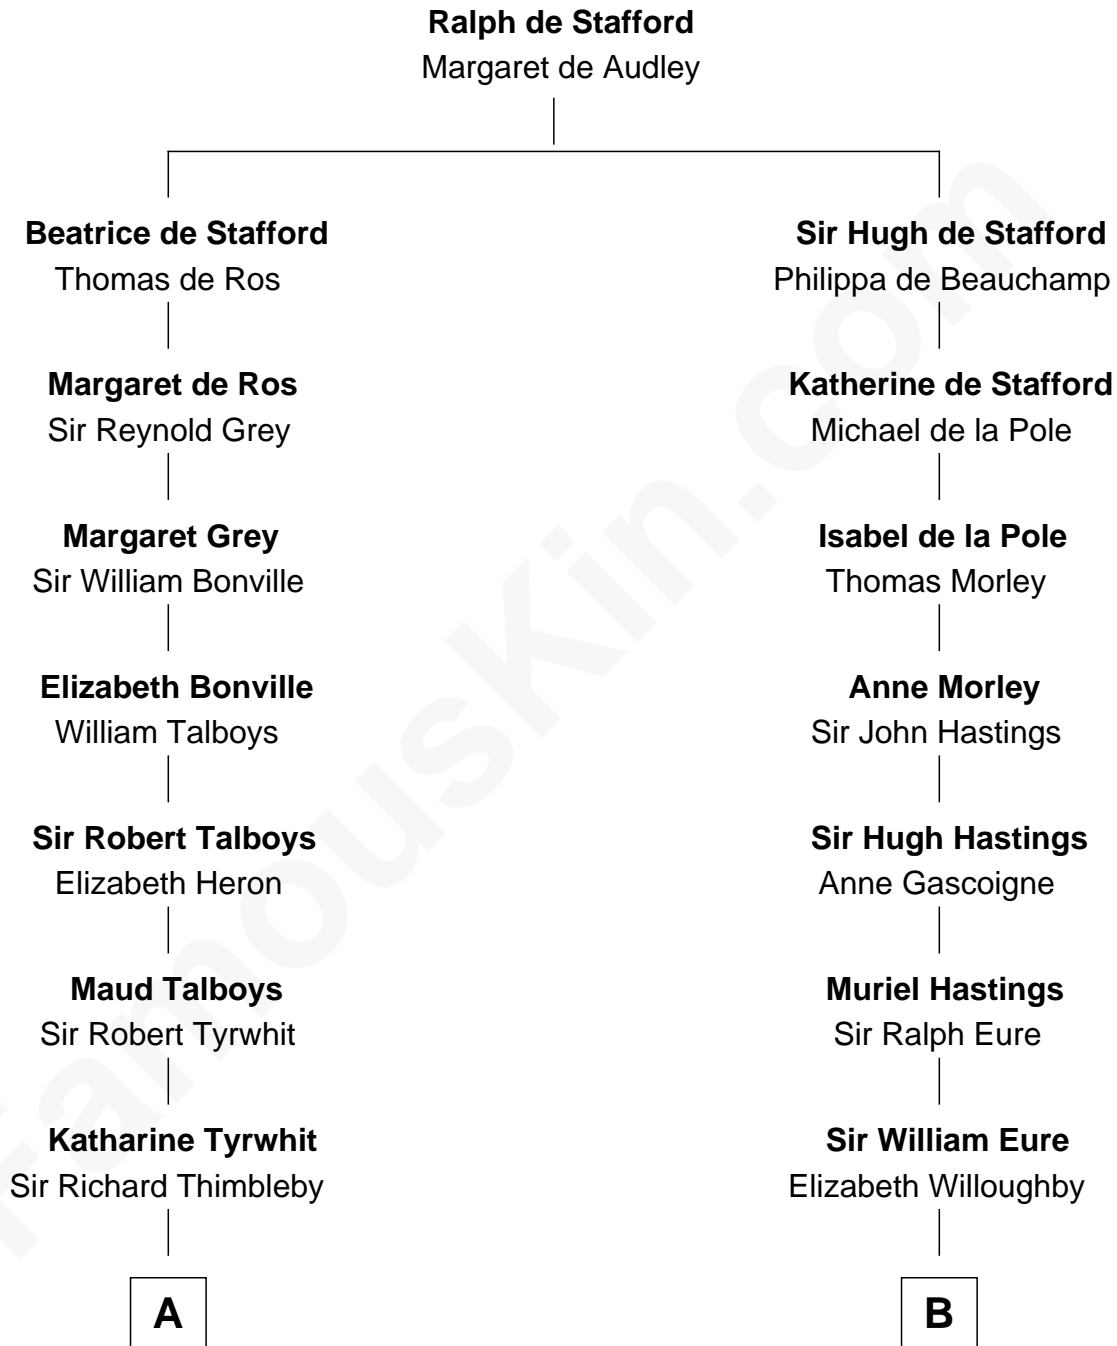 Ralph de Stafford
Margaret de Audley
Beatrice de Stafford
Thomas de Ros
Margaret de Ros
Sir Reynold Grey
Margaret Grey
Sir William Bonville
Elizabeth Bonville
William Talboys
Sir Robert Talboys
Elizabeth Heron
Maud Talboys
Sir Robert Tyrwhit
Katharine Tyrwhit
Sir Richard Thimbleby
A
Sir Hugh de Stafford
Philippa de Beauchamp
Katherine de Stafford
Michael de la Pole
Isabel de la Pole
Thomas Morley
Anne Morley
Sir John Hastings
Sir Hugh Hastings
Anne Gascoigne
Muriel Hastings
Sir Ralph Eure
Sir William Eure
Elizabeth Willoughby
B
FamousKin.com